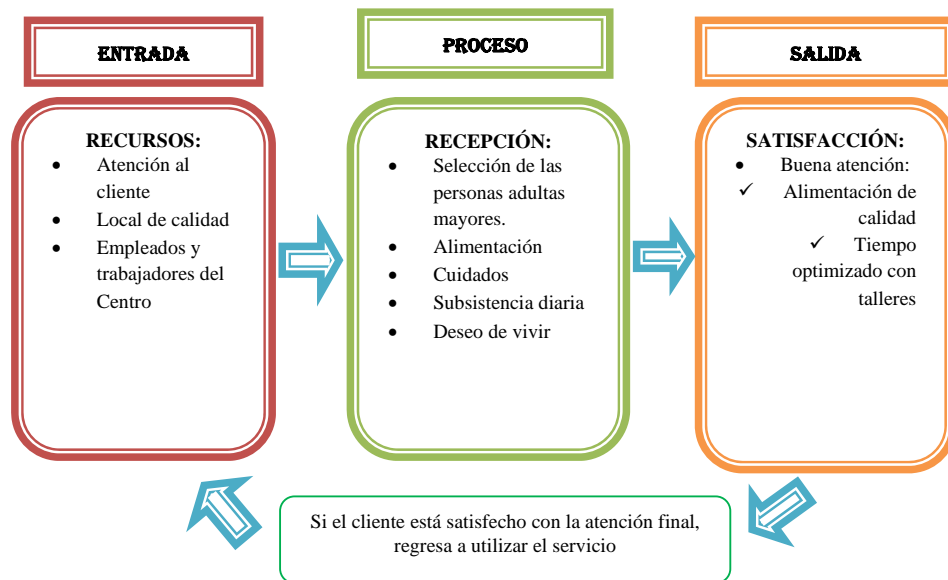 ENTRADA
RECURSOS:
• Atención al
cliente
• Local de calidad
• Empleados y
trabajadores del
Centro
PROCESO
RECEPCIÓN:
• Selección de las
personas adultas
mayores.
• Alimentación
• Cuidados
• Subsistencia diaria
• Deseo de vivir
SALIDA
SATISFACCIÓN:
• Buena atención:
✓ Alimentación de
calidad
✓ Tiempo
optimizado con
talleres
Si el cliente está satisfecho con la atención final,
regresa a utilizar el servicio